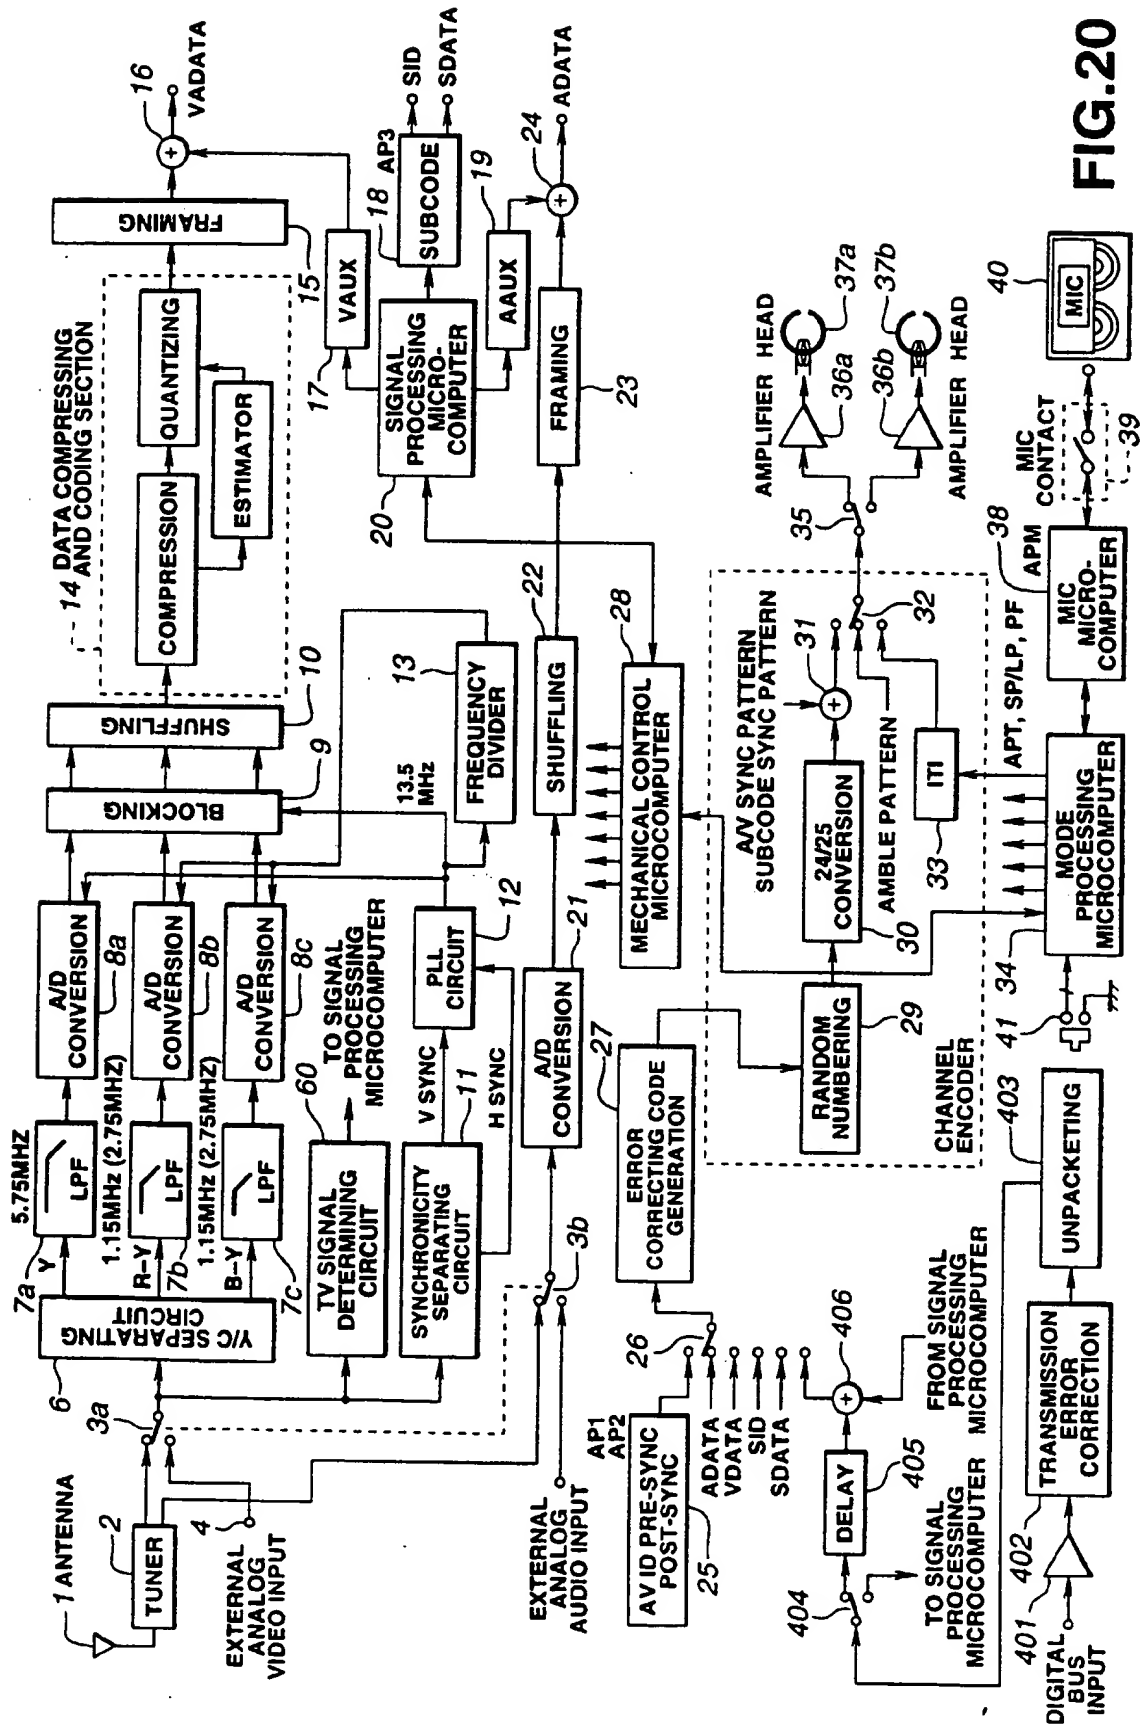 1 ANTENNA
2
TUNER
4
EXTERNAL
ANALOG
VIDEO INPUT
3a
6
Y/C SEPARATING
CIRCUIT
7a
Y
5.75MHZ
LPF
R-Y
7b
1.15MHz (2.75MHZ)
LPF
B-Y
7c
1.15MHz (2.75MHZ)
LPF
A/D
CONVERSION
8a
A/D
CONVERSION
8b
A/D
CONVERSION
8c
BLOCKING
9
SHUFFLING
10
14 DATA COMPRESSING
AND CODING SECTION
COMPRESSION
QUANTIZING
ESTIMATOR
FRAMING
15
16
VADATA
TV SIGNAL
DETERMINING
CIRCUIT
60
TO SIGNAL
PROCESSING
MICROCOMPUTER
SYNCHRONICITY
SEPARATING
CIRCUIT
11
V SYNC
H SYNC
PLL
CIRCUIT
12
13.5
MHz
FREQUENCY
DIVIDER
13
17
VAUX
SIGNAL
PROCESSING
MICRO-
COMPUTER
20
18
AP3
SUBCODE
SID
SDATA
AAUX
19
24
ADATA
EXTERNAL
ANALOG
AUDIO INPUT
3b
A/D
CONVERSION
21
SHUFFLING
22
FRAMING
23
AV ID PRE-SYNC
POST-SYNC
25
AP1
AP2
ADATA
VDATA
SID
SDATA
26
ERROR
CORRECTING CODE
GENERATION
27
MECHANICAL CONTROL
MICROCOMPUTER
28
RANDOM
NUMBERING
29
24/25
CONVERSION
30
A/V SYNC PATTERN
SUBCODE SYNC PATTERN
31
AMBLE PATTERN
32
ITI
33
CHANNEL
ENCODER
35
AMPLIFIER HEAD
36a
37a
36b
37b
AMPLIFIER HEAD
404
DELAY
405
406
TO SIGNAL
PROCESSING
MICROCOMPUTER
FROM SIGNAL
PROCESSING
MICROCOMPUTER
DIGITAL
BUS
INPUT
401
402
TRANSMISSION
ERROR
CORRECTION
UNPACKETING
403
41
34
MODE
PROCESSING
MICROCOMPUTER
APT, SP/LP, PF
MIC
MICRO-
COMPUTER
38
APM
MIC
CONTACT
39
MIC
40
FIG.20